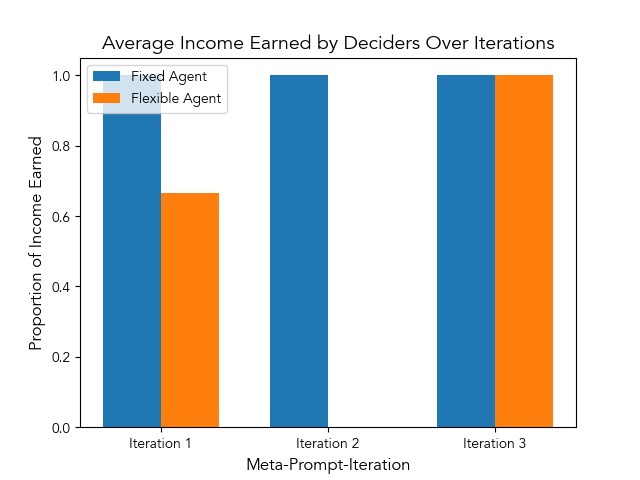 Average Income Earned by Deciders Over Iterations
Fixed Agent
Flexible Agent
Proportion of Income Earned
1.0
0.8
0.6
0.4
0.2
0.0
Iteration 1
Iteration 2
Iteration 3
Meta-Prompt-Iteration